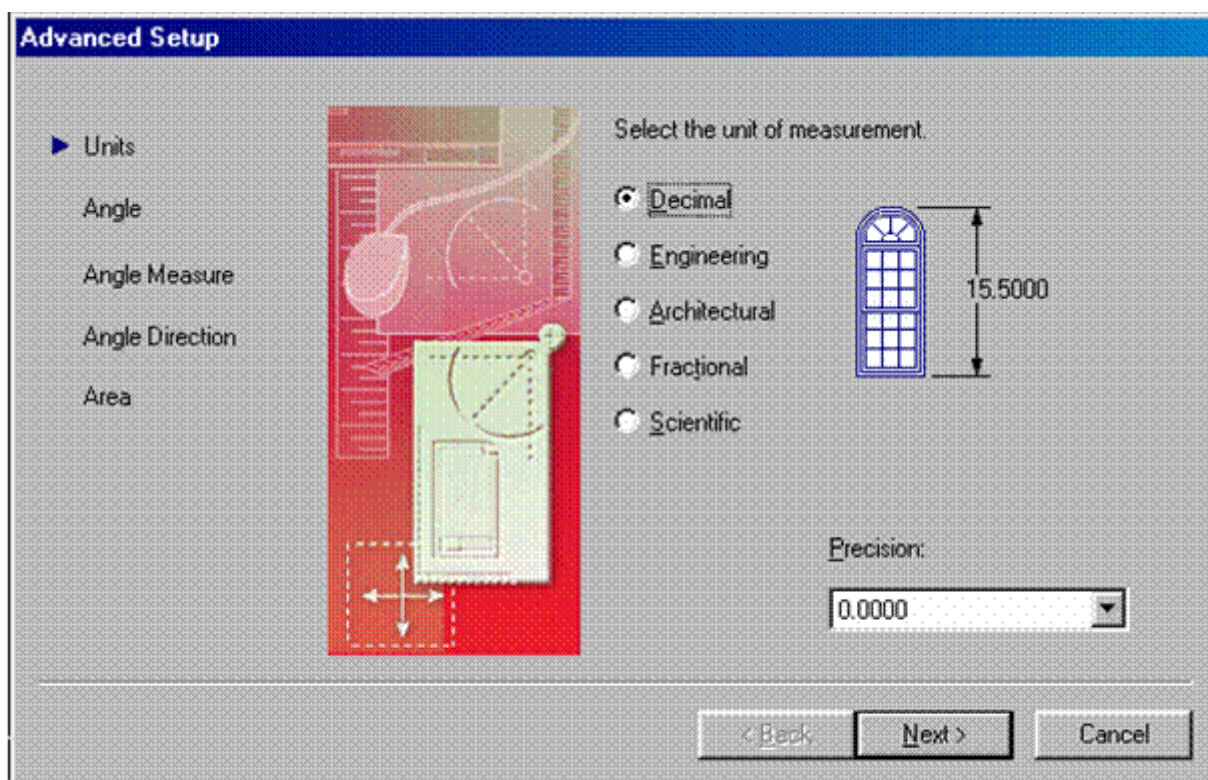 Advanced Setup
Units
Angle
Angle Measure
Angle Direction
Area
Select the unit of measurement.
Decimal
Engineering
Architectural
Fractional
Scientific
15.5000
Precision:
0.0000
< Back
Next >
Cancel